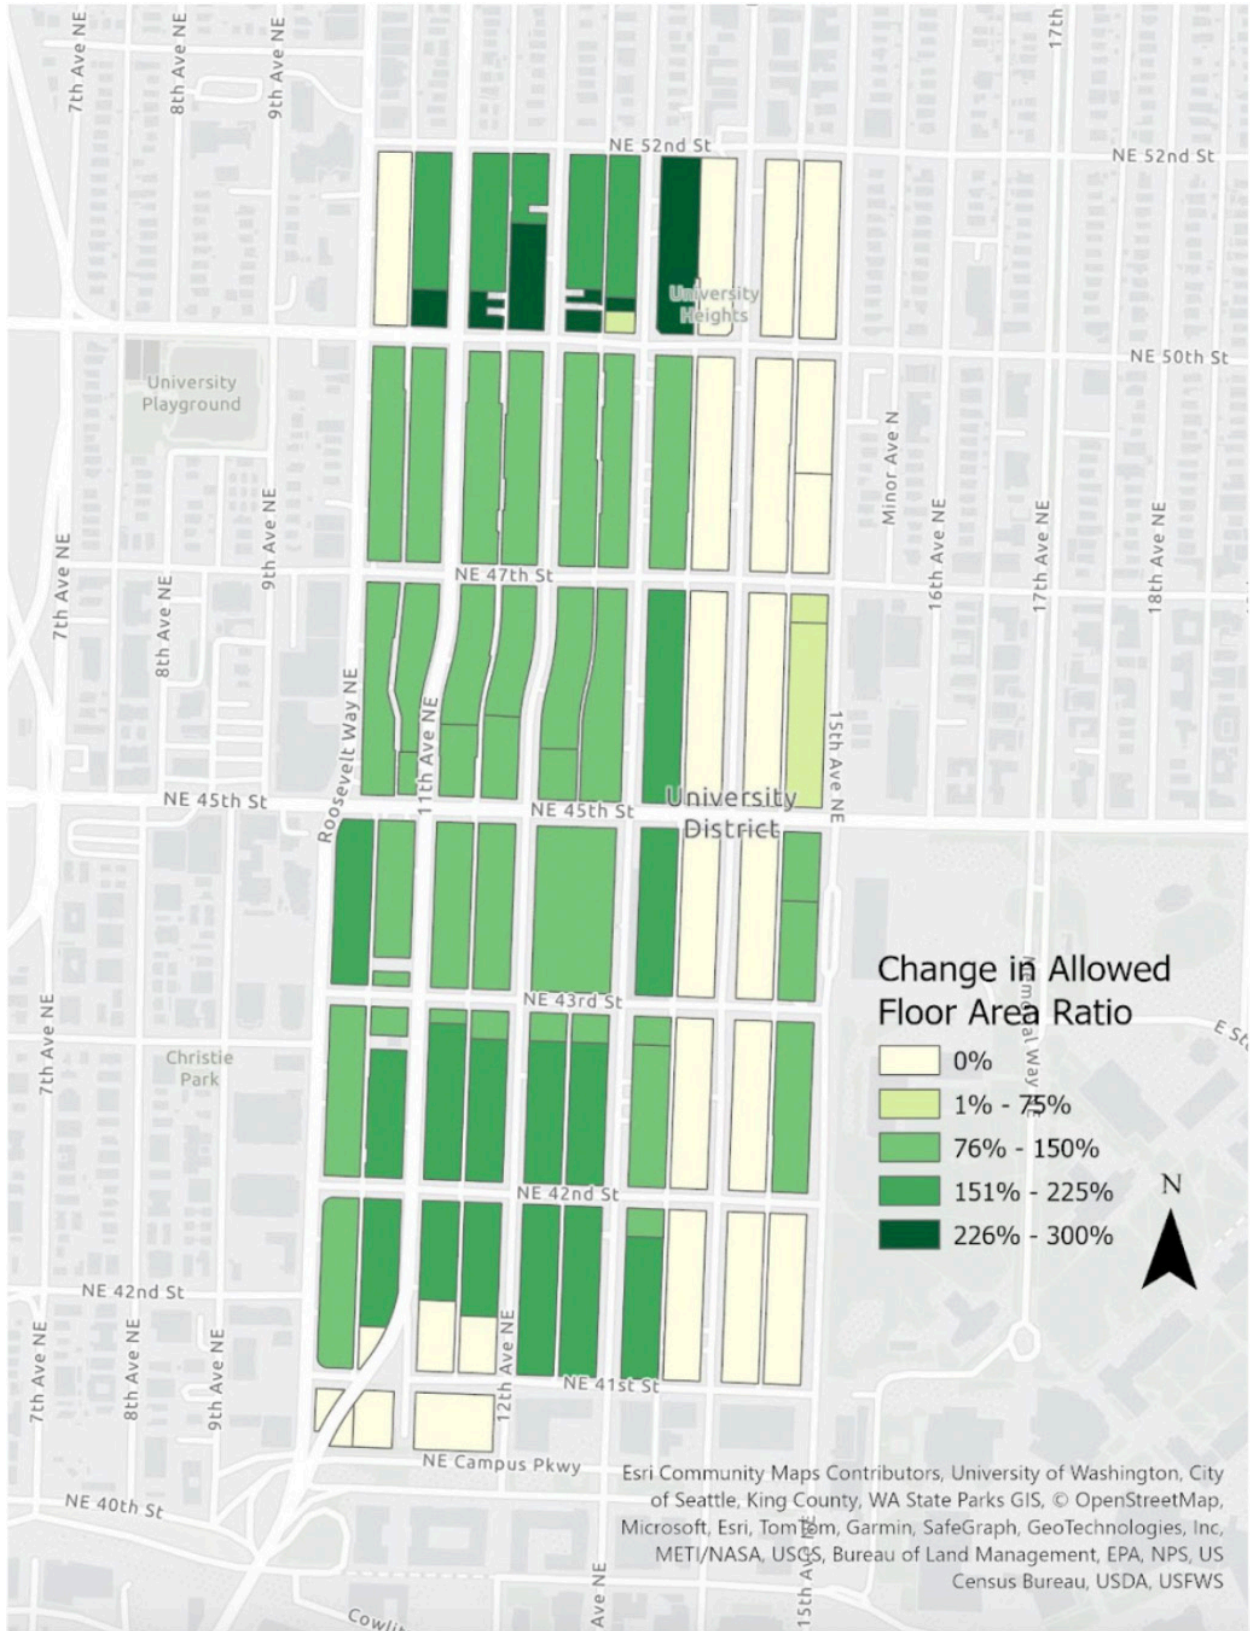 7th Ave NE
8th Ave NE
9th Ave NE
17th
NE 52nd St
NE 52nd St
University
Heights
NE 50th St
University
Playground
Minor Ave N
9th Ave NE
7th Ave NE
8th Ave NE
NE 47th St
16th Ave NE
17th Ave NE
18th Ave NE
Roosevelt Way NE
11th Ave NE
15th Ave NE
NE 45th St
NE 45th St
University
District
Change in Allowed
Floor Area Ratio
0%
1% - 75%
76% - 150%
151% - 225%
226% - 300%
N
NE 43rd St
7th Ave NE
Christie
Park
NE 42nd St
NE 42nd St
7th Ave NE
8th Ave NE
9th Ave NE
12th Ave NE
NE 41st St
NE Campus Pkwy
NE 40th St
Ave NE
Esri Community Maps Contributors, University of Washington, City
of Seattle, King County, WA State Parks GIS, © OpenStreetMap,
Microsoft, Esri, TomTom, Garmin, SafeGraph, GeoTechnologies, Inc,
METI/NASA, USGS, Bureau of Land Management, EPA, NPS, US
Census Bureau, USDA, USFWS